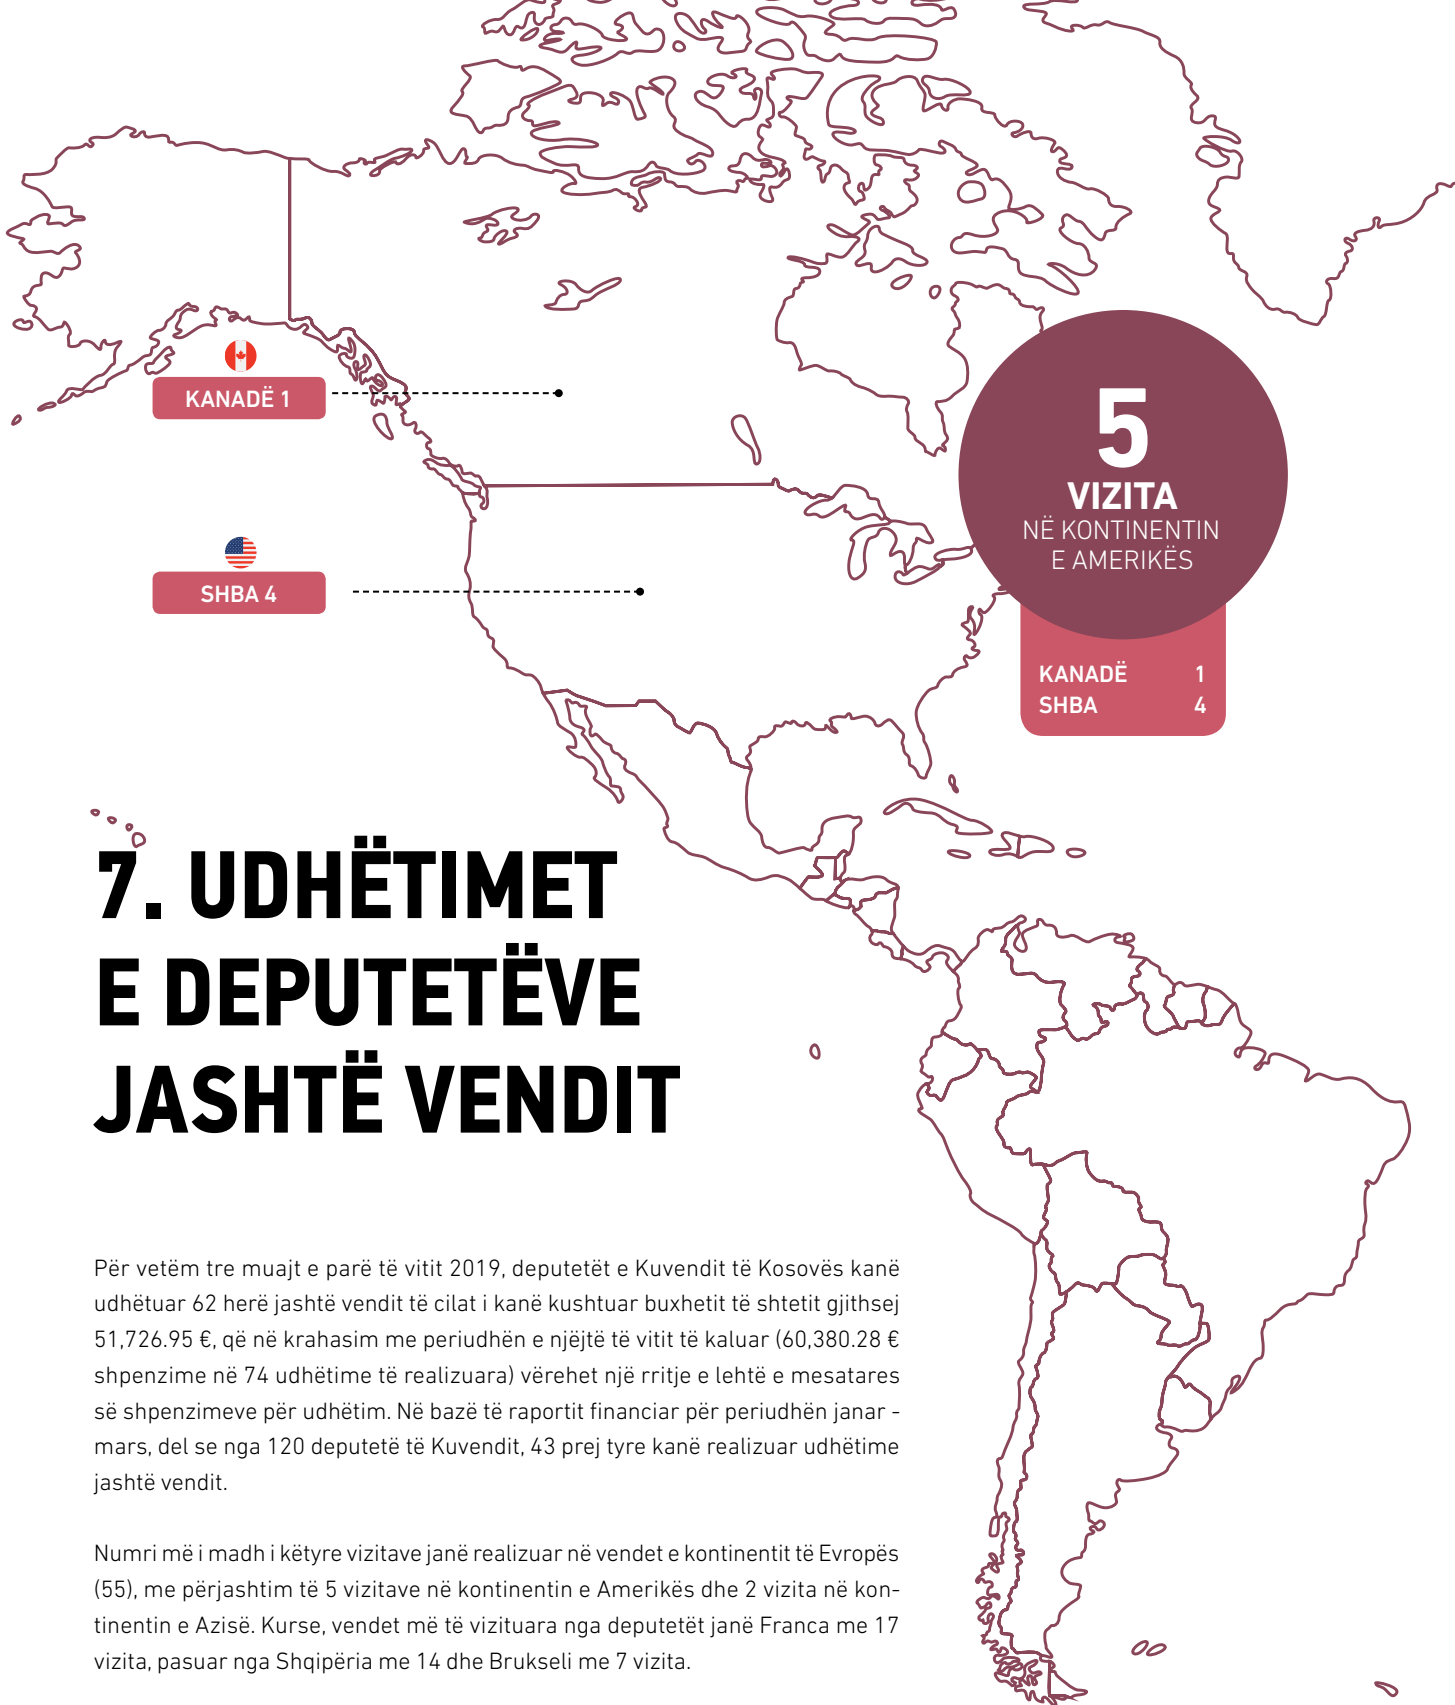 KANADË 1
SHBA 4
5
VIZITA
NË KONTINENTIN
E AMERIKËS
KANADË 1
SHBA 4
7. UDHËTIMET
E DEPUTETËVE
JASHTË VENDIT
Për vetëm tre muajt e parë të vitit 2019, deputetët e Kuvendit të Kosovës kanë
udhëtuar 62 herë jashtë vendit të cilat i kanë kushtuar buxhetit të shtetit gjithsej
51,726.95 €, që në krahasim me periudhën e njëjtë të vitit të kaluar (60,380.28 €
shpenzime në 74 udhëtime të realizuara) vërehet një rritje e lehtë e mesatares
së shpenzimeve për udhëtim. Në bazë të raportit financiar për periudhën janar -
mars, del se nga 120 deputetë të Kuvendit, 43 prej tyre kanë realizuar udhëtime
jashtë vendit.
Numri më i madh i këtyre vizitave janë realizuar në vendet e kontinentit të Evropës
(55), me përjashtim të 5 vizitave në kontinentin e Amerikës dhe 2 vizita në kon-
tinentin e Azisë. Kurse, vendet më të vizituara nga deputetët janë Franca me 17
vizita, pasuar nga Shqipëria me 14 dhe Brukseli me 7 vizita.